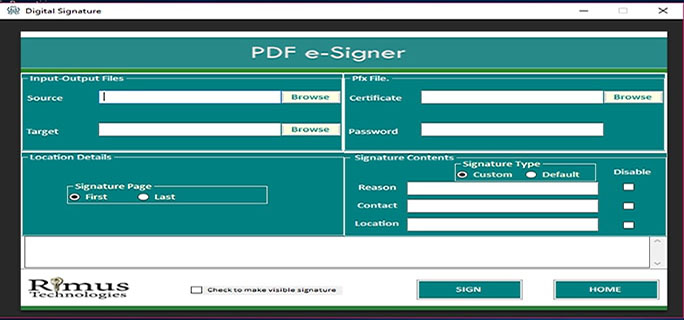 Digital Signature
PDF e-Signer
Input-Output Files
Source
Browse
Target
Browse
Pfx File.
Certificate
Browse
Password
Location Details
Signature Page
First
Last
Signature Contents
Signature Type
Custom
Default
Disable
Reason
Contact
Location
Rimus
Technologies
Check to make visible signature
SIGN
HOME